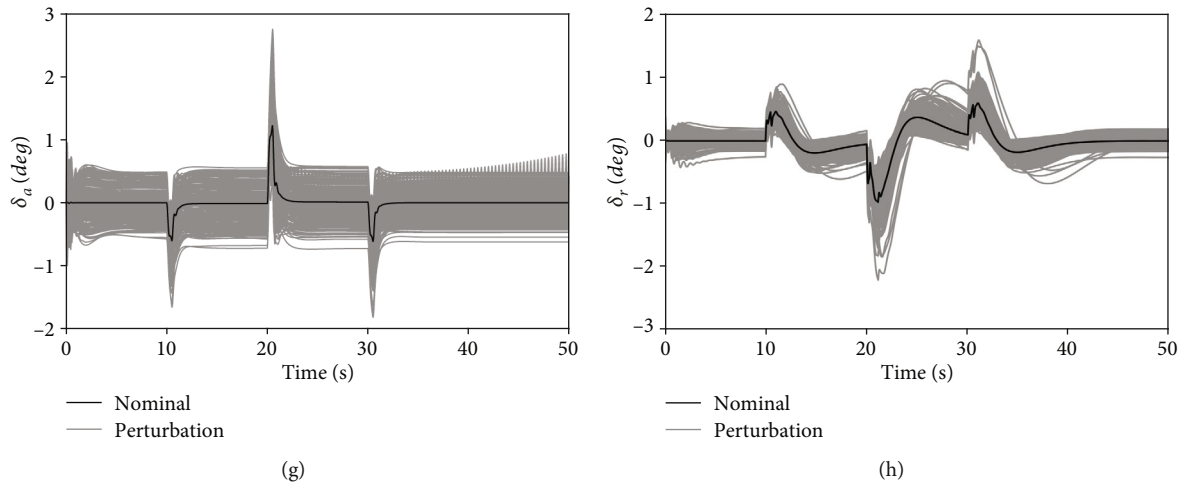 3
2
1
0
–1
–2
δa (deg)
0
10
20
30
40
50
Time (s)
Nominal
Perturbation
(g)
2
1
0
–1
–2
–3
δr (deg)
0
10
20
30
40
50
Time (s)
Nominal
Perturbation
(h)